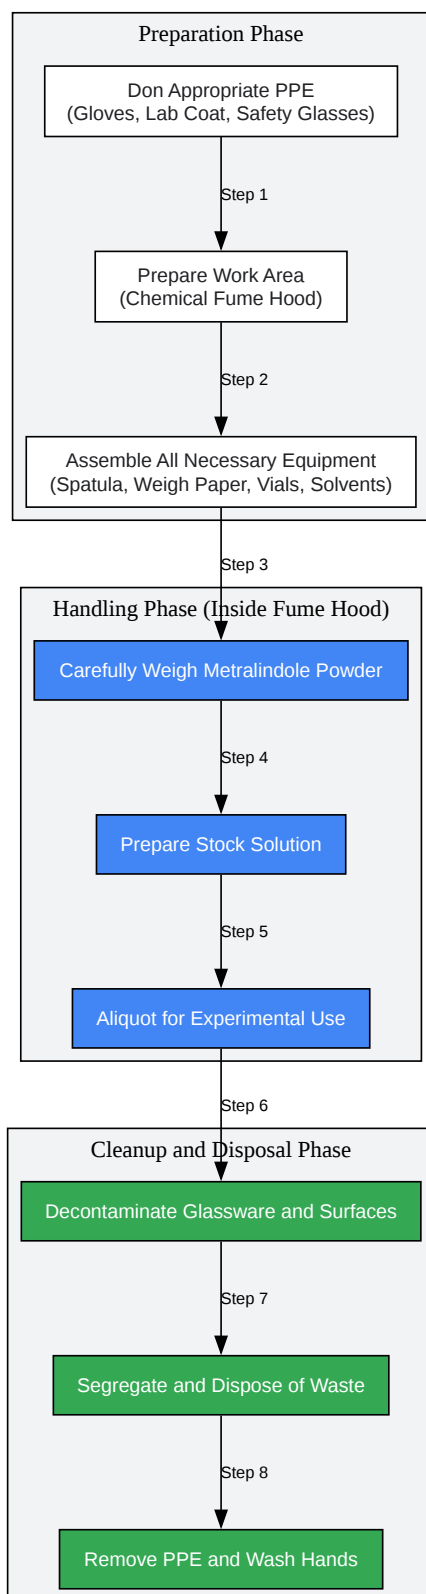 Preparation Phase
Don Appropriate PPE
(Gloves, Lab Coat, Safety Glasses)
Step 1
Prepare Work Area
(Chemical Fume Hood)
Step 2
Assemble All Necessary Equipment
(Spatula, Weigh Paper, Vials, Solvents)
Step 3
Handling Phase (Inside Fume Hood)
Carefully Weigh Metralindole Powder
Step 4
Prepare Stock Solution
Step 5
Aliquot for Experimental Use
Step 6
Cleanup and Disposal Phase
Decontaminate Glassware and Surfaces
Step 7
Segregate and Dispose of Waste
Step 8
Remove PPE and Wash Hands